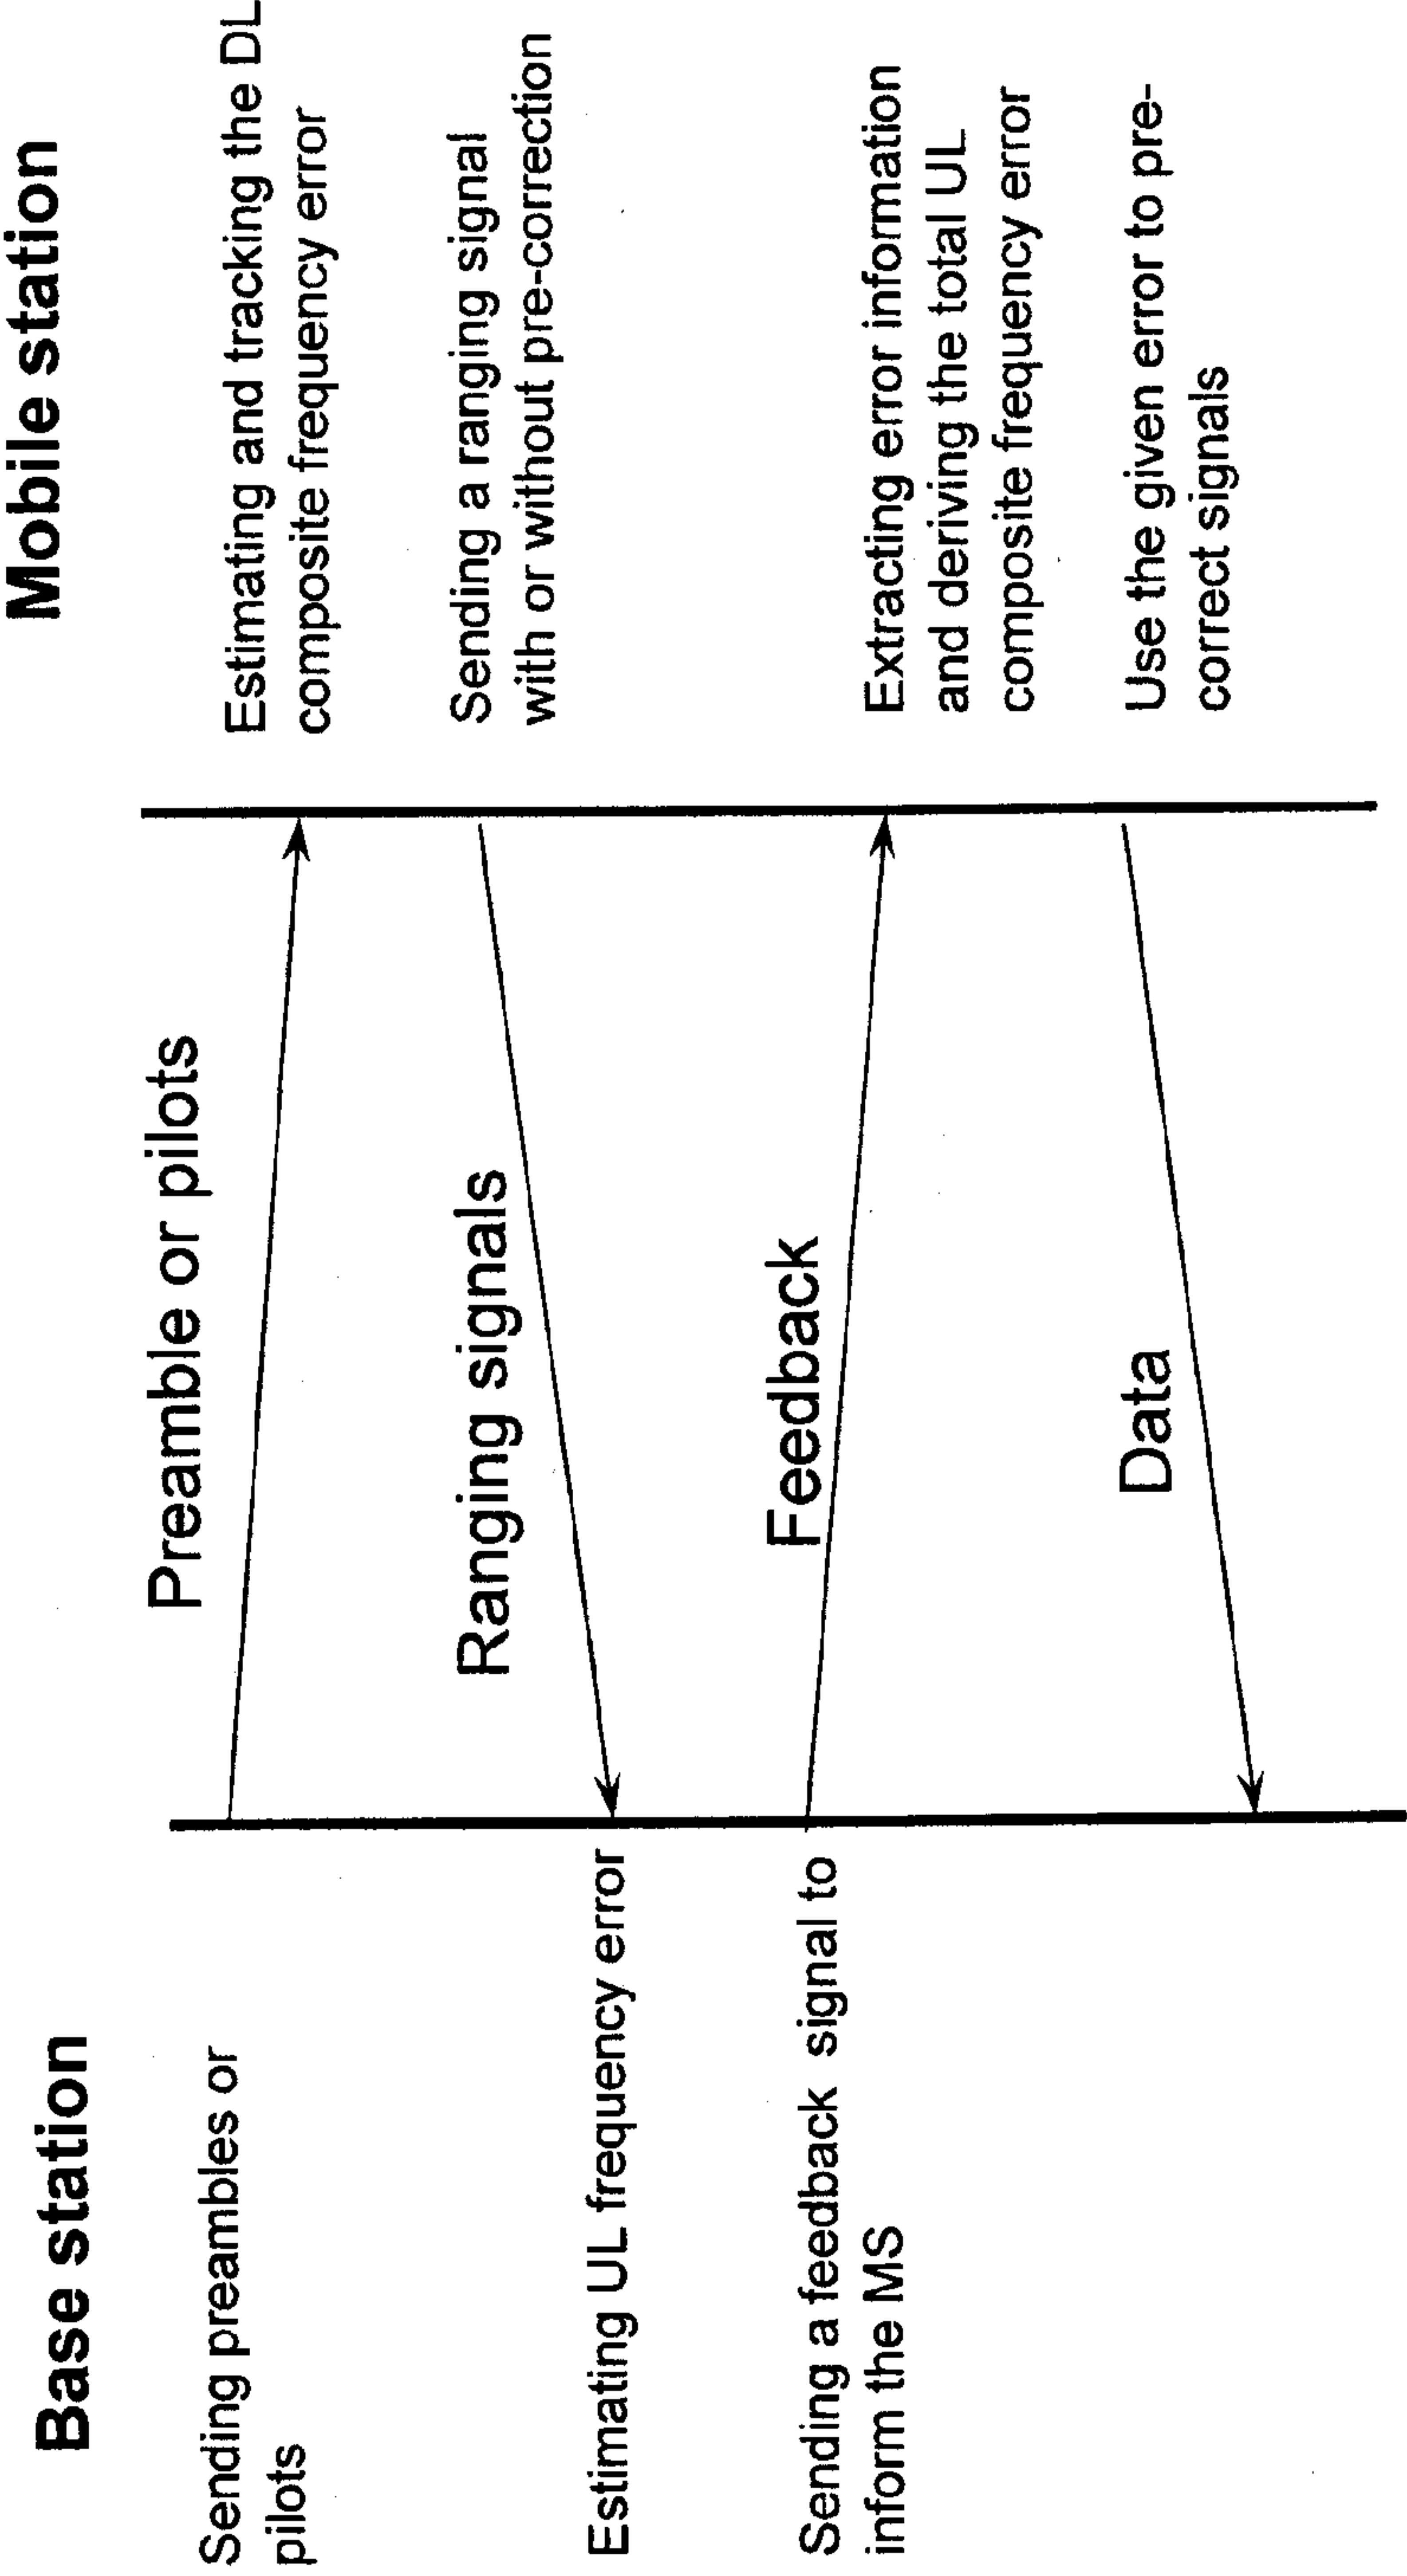 Base station
Mobile station
Sending preambles or
pilots
Preamble or pilots
Estimating and tracking the DL
composite frequency error
Sending a ranging signal
with or without pre-correction
Ranging signals
Estimating UL frequency error
Sending a feedback signal to
inform the MS
Feedback
Extracting error information
and deriving the total UL
composite frequency error
Use the given error to pre-
correct signals
Data